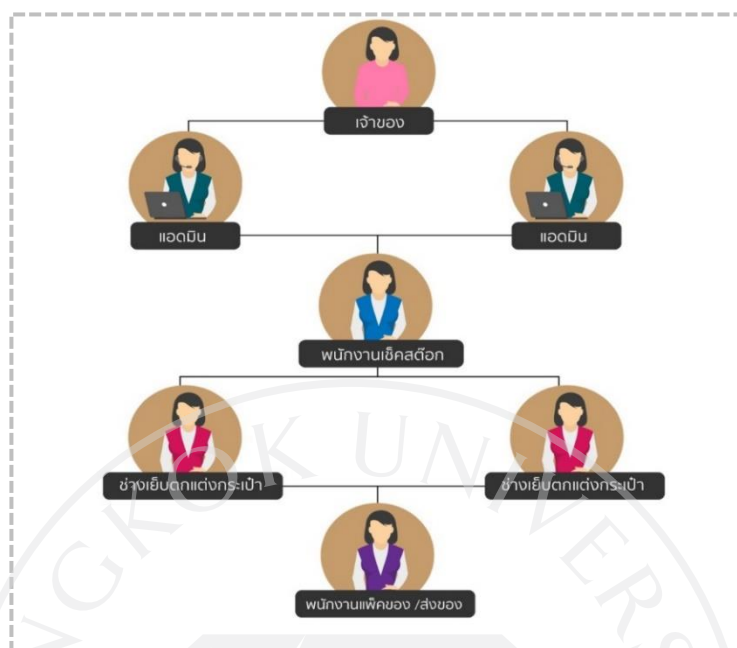 เจ้าของ
แอดมิน
แอดมิน
พนักงานเช็คสต๊อก
ช่างเย็บตกแต่งกระเป๋า
ช่างเย็บตกแต่งกระเป๋า
พนักงานแพ็คของ /ส่งของ
NGKOK UNIVERS